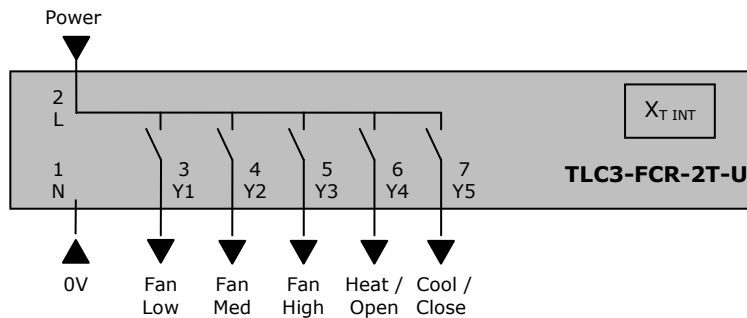 Power
2
L
X T INT
1
N
3
Y1
4
Y2
5
Y3
6
Y4
7
Y5
TLC3-FCR-2T-U
0V
Fan
Low
Fan
Med
Fan
High
Heat /
Open
Cool /
Close